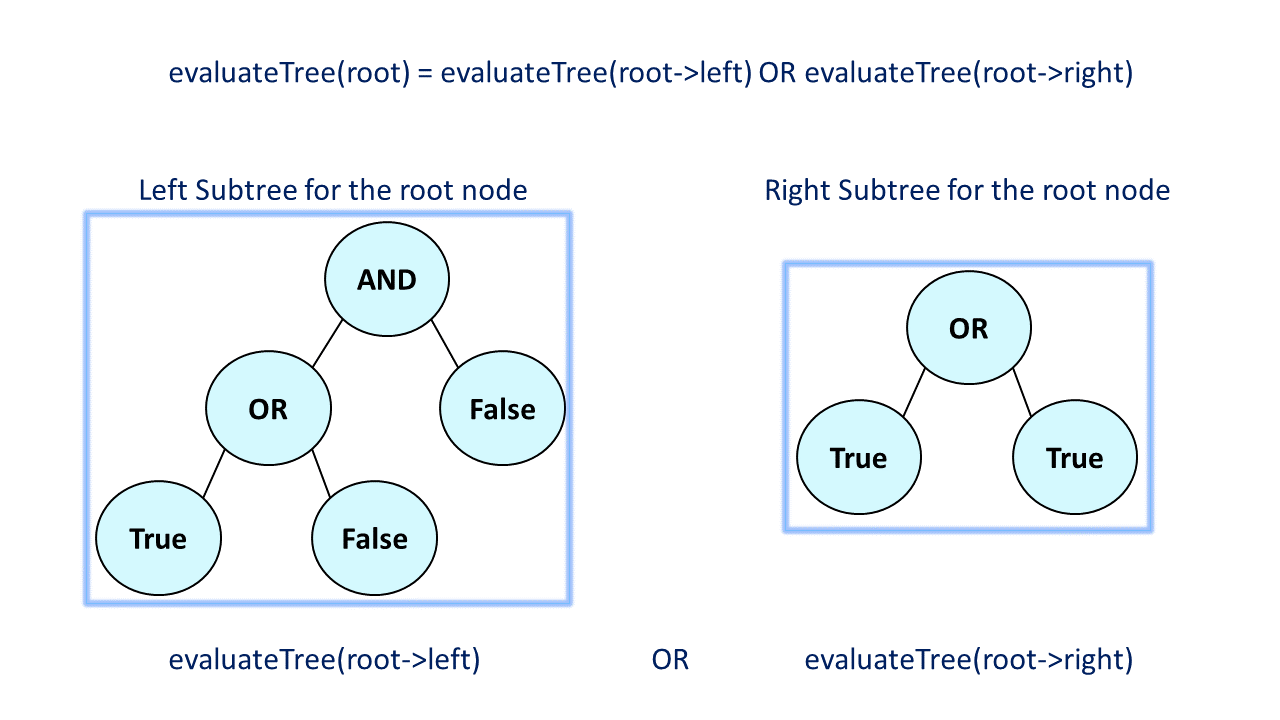 evaluateTree(root) = evaluateTree(root->left) OR evaluateTree(root->right)
Left Subtree for the root node
Right Subtree for the root node
AND
OR
False
True
False
OR
True
True
evaluateTree(root->left)
OR
evaluateTree(root->right)